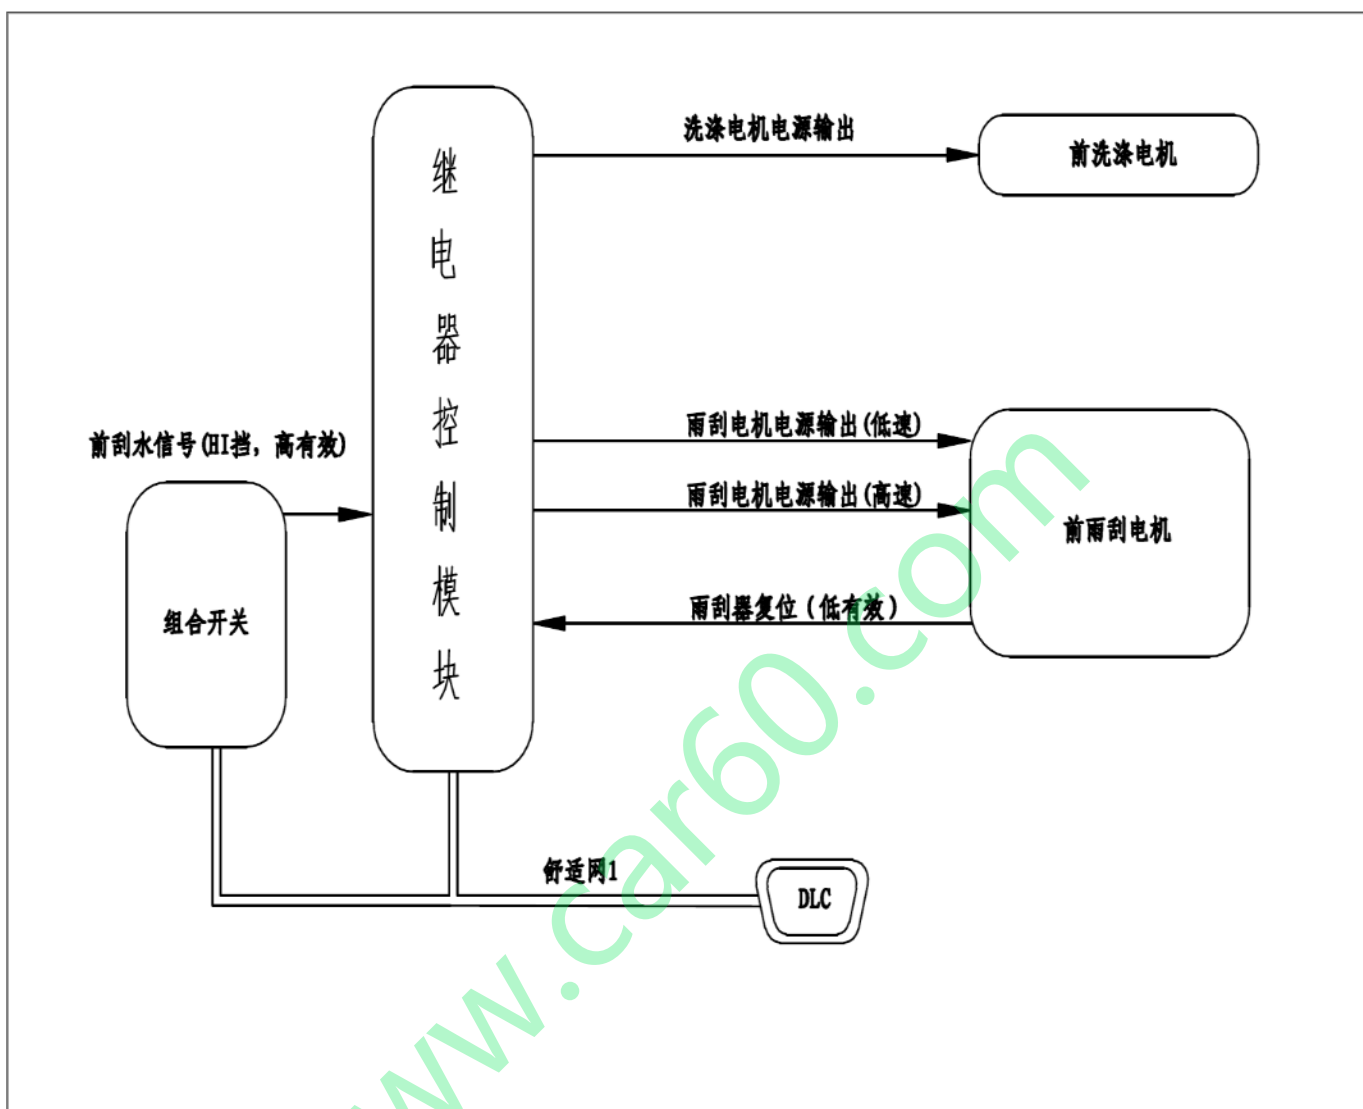 洗涤电机电源输出
前洗涤电机
继电器控制模块
雨刮电机电源输出(低速)
前刮水信号(HI挡，高有效)
雨刮电机电源输出(高速)
前雨刮电机
雨刮器复位（低有效）
组合开关
舒适网1
DLC
www.car60.com